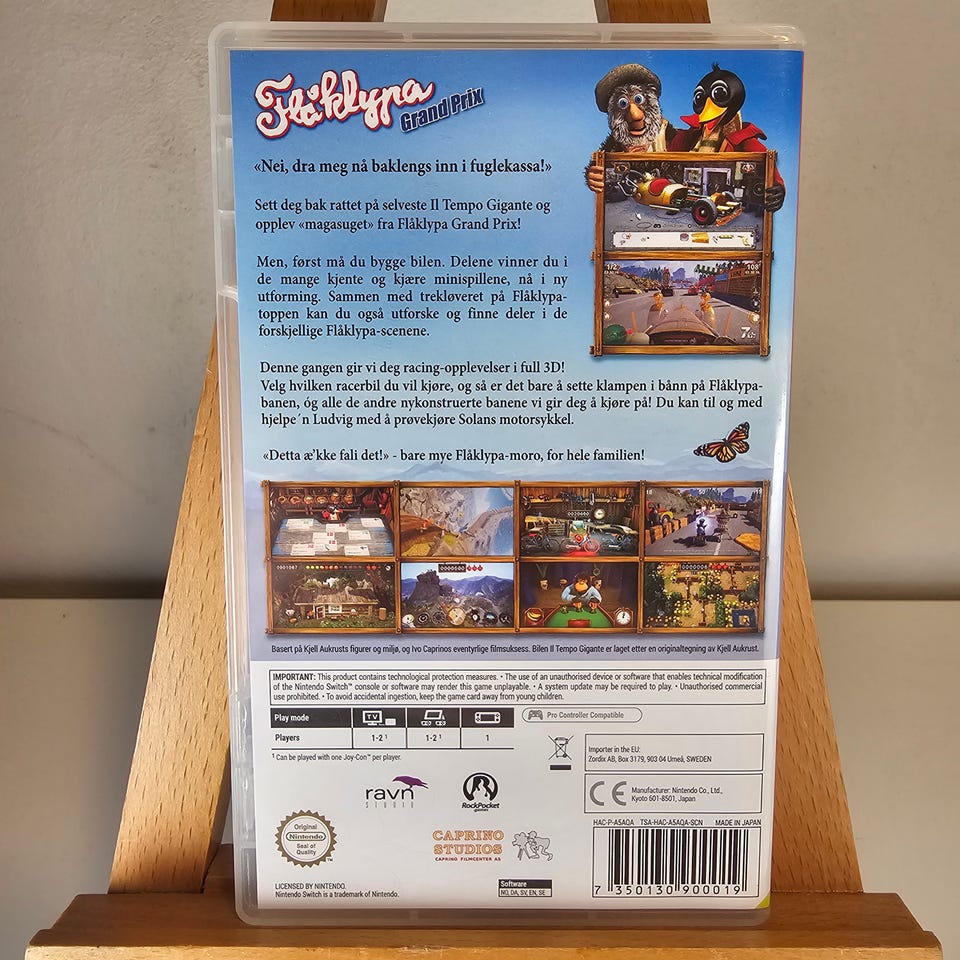 Flåklypa
Grand Prix
«Nei, dra meg nå baklengs inn i fuglekassa!»
Sett deg bak rattet på selveste Il Tempo Gigante og
opplev «magasuget» fra Flåklypa Grand Prix!
Men, først må du bygge bilen. Delene vinner du i
de mange kjente og kjære minispillene, nå i ny
utforming. Sammen med trekløveret på Flåklypa-
toppen kan du også utforske og finne deler i de
forskjellige Flåklypa-scenene.
Denne gangen gir vi deg racing-opplevelser i full 3D!
Velg hvilken racerbil du vil kjøre, og så er det bare å sette klampen i bånn på Flåklypa-
banen, óg alle de andre nykonstruerte banene vi gir deg å kjøre på! Du kan til og med
hjelpe´n Ludvig med å prøvekjøre Solans motorsykkel.
«Detta æ'kke fali det!» - bare mye Flåklypa-moro, for hele familien!
Basert på Kjell Aukrusts figurer og miljø, og Ivo Caprinos eventyrlige filmsuksess. Bilen Il Tempo Gigante er laget etter en originaltegning av Kjell Aukrust.
IMPORTANT: This product contains technological protection measures. • The use of an unauthorised device or software that enables technical modification
of the Nintendo Switch™ console or software may render this game unplayable. • A system update may be required to play. • Unauthorised commercial
use prohibited. • To avoid accidental ingestion, keep the game card away from young children.
Play mode TV
Players 1-2 ¹ 1-2 ¹ 1
¹ Can be played with one Joy-Con™ per player.
Pro Controller Compatible
Importer in the EU:
Zordix AB, Box 3179, 903 04 Umeå, SWEDEN
CE Manufacturer: Nintendo Co., Ltd.,
Kyoto 601-8501, Japan
ravn
STUDIO
RockPocket
games
HAC-P-A5AQA TSA-HAC-A5AQA-SCN MADE IN JAPAN
Original
Nintendo
Seal of
Quality
CAPRINO
STUDIOS
CAPRINO FILMCENTER AS
LICENSED BY NINTENDO.
Nintendo Switch is a trademark of Nintendo.
Software
NO, DA, SV, EN, SE
7 350130 900019